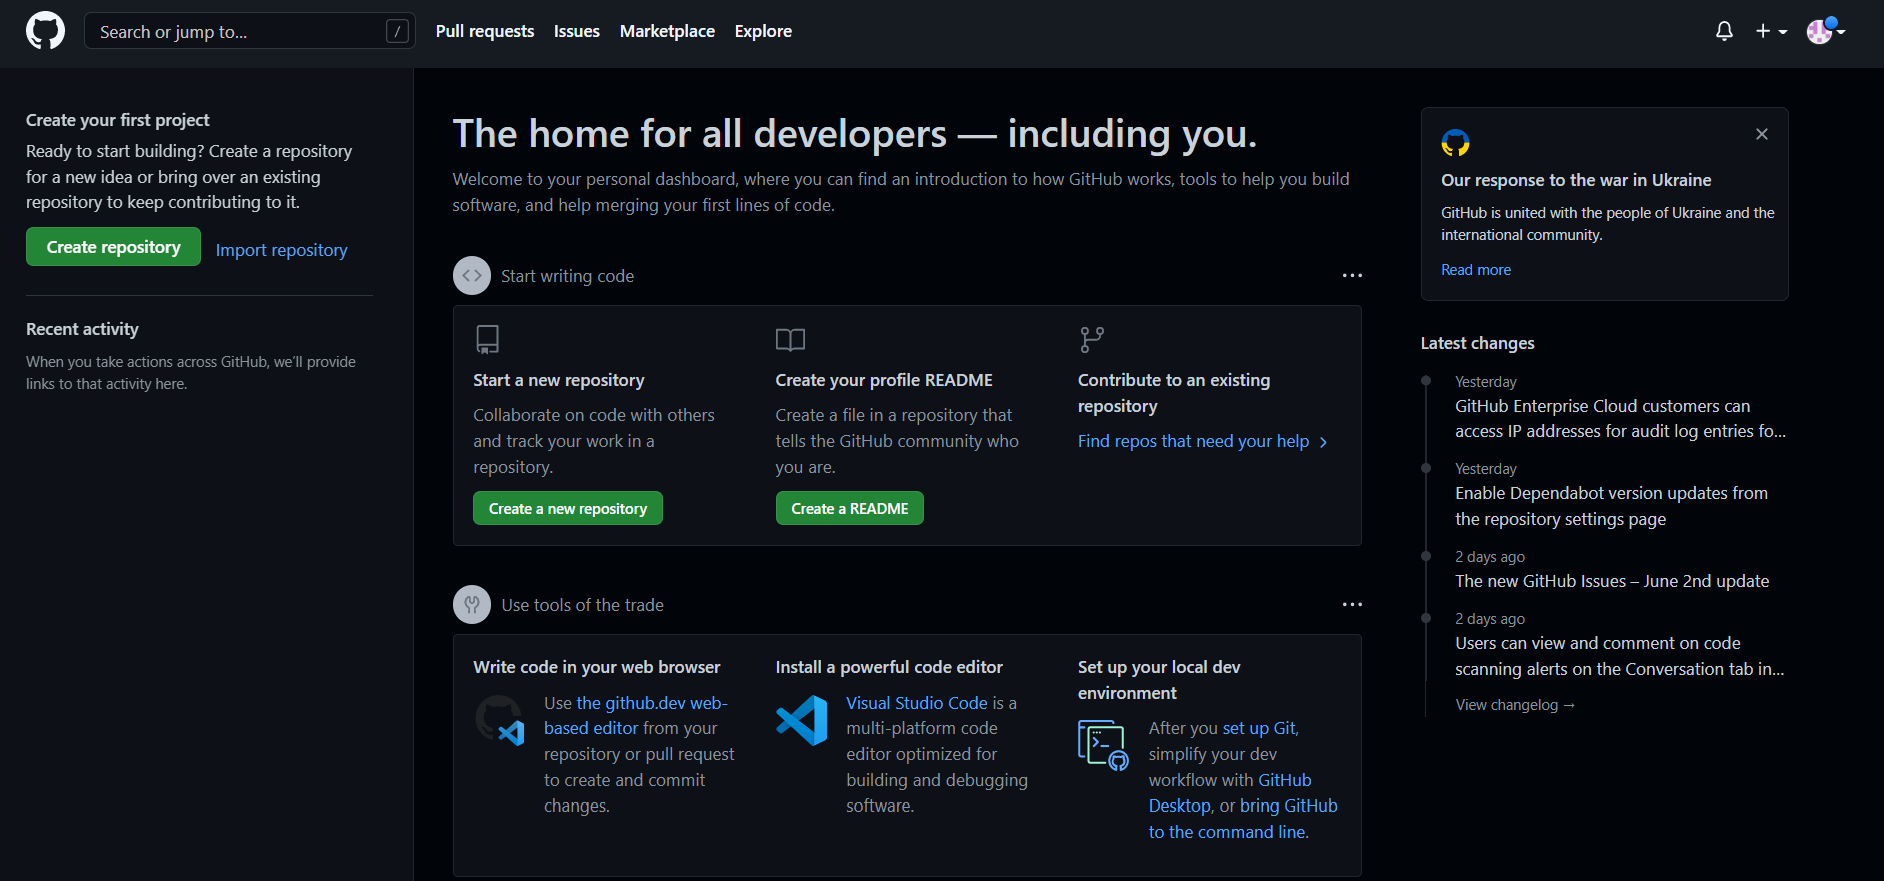 Search or jump to...
/
Pull requests
Issues
Marketplace
Explore
Create your first project
Ready to start building? Create a repository
for a new idea or bring over an existing
repository to keep contributing to it.
Create repository
Import repository
Recent activity
When you take actions across GitHub, we'll provide
links to that activity here.
The home for all developers — including you.
Welcome to your personal dashboard, where you can find an introduction to how GitHub works, tools to help you build
software, and help merging your first lines of code.
Start writing code
Start a new repository
Collaborate on code with others
and track your work in a
repository.
Create a new repository
Create your profile README
Create a file in a repository that
tells the GitHub community who
you are.
Create a README
Contribute to an existing
repository
Find repos that need your help
Use tools of the trade
Write code in your web browser
Use the github.dev web-
based editor from your
repository or pull request
to create and commit
changes.
Install a powerful code editor
Visual Studio Code is a
multi-platform code
editor optimized for
building and debugging
software.
Set up your local dev
environment
After you set up Git,
simplify your dev
workflow with GitHub
Desktop, or bring GitHub
to the command line.
Our response to the war in Ukraine
GitHub is united with the people of Ukraine and the
international community.
Read more
Latest changes
Yesterday
GitHub Enterprise Cloud customers can
access IP addresses for audit log entries fo...
Yesterday
Enable Dependabot version updates from
the repository settings page
2 days ago
The new GitHub Issues – June 2nd update
2 days ago
Users can view and comment on code
scanning alerts on the Conversation tab in...
View changelog →